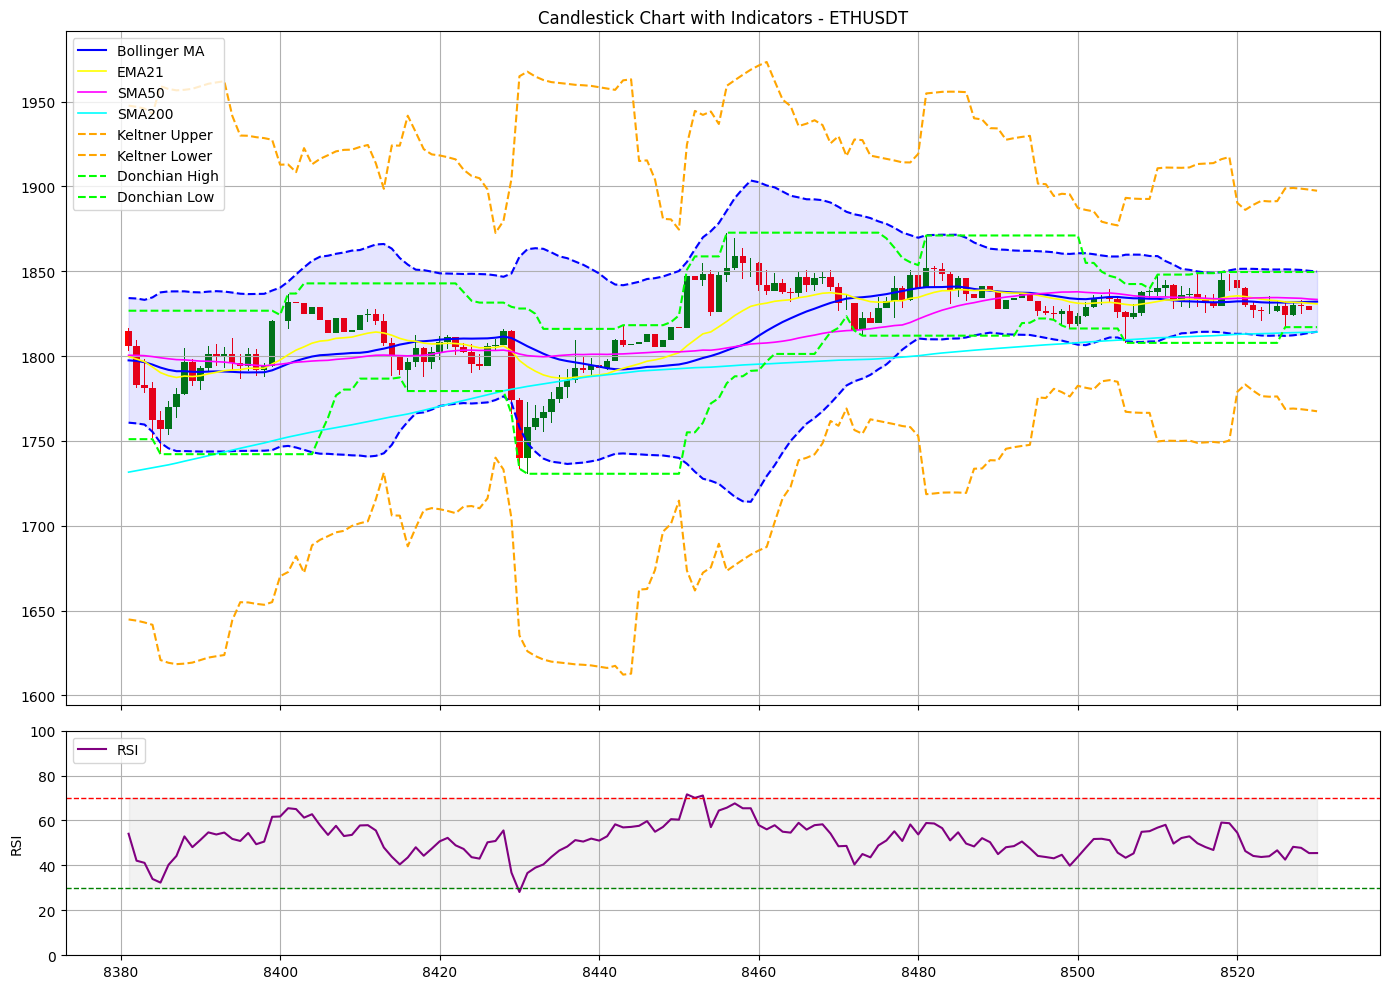 Candlestick Chart with Indicators - ETHUSDT
Bollinger MA
EMA21
SMA50
SMA200
Keltner Upper
Keltner Lower
Donchian High
Donchian Low
1950
1900
1850
1800
1750
1700
1650
1600
RSI
100
80
60
40
20
0
RSI
8380
8400
8420
8440
8460
8480
8500
8520